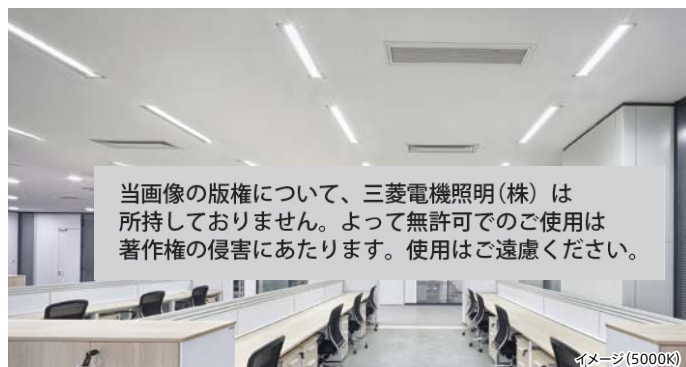 当画像の版権について、三菱電機照明(株)は
所持しておりません。よって無許可でのご使用は
著作権の侵害にあたります。使用はご遠慮ください。
イメージ(5000K)